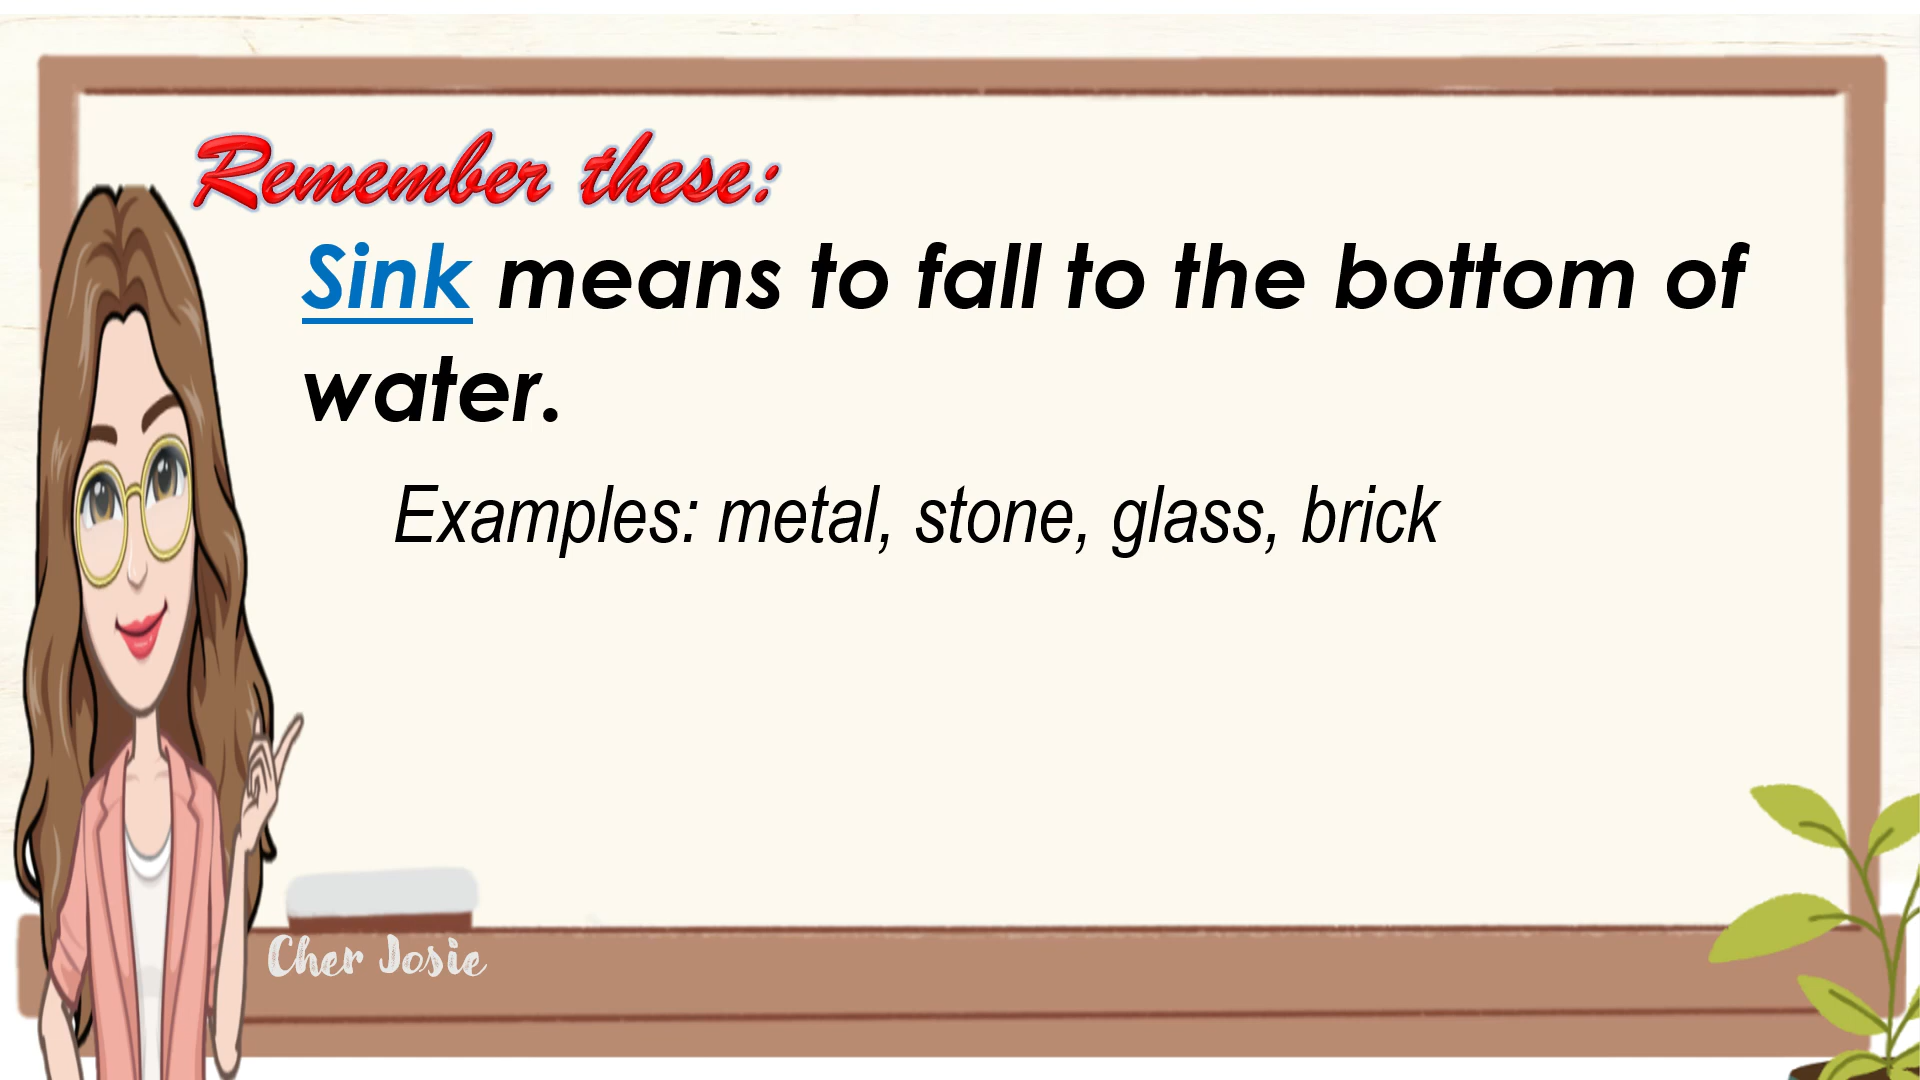 Remember these:
Sink means to fall to the bottom of
water.
Examples: metal, stone, glass, brick
Cher Josie